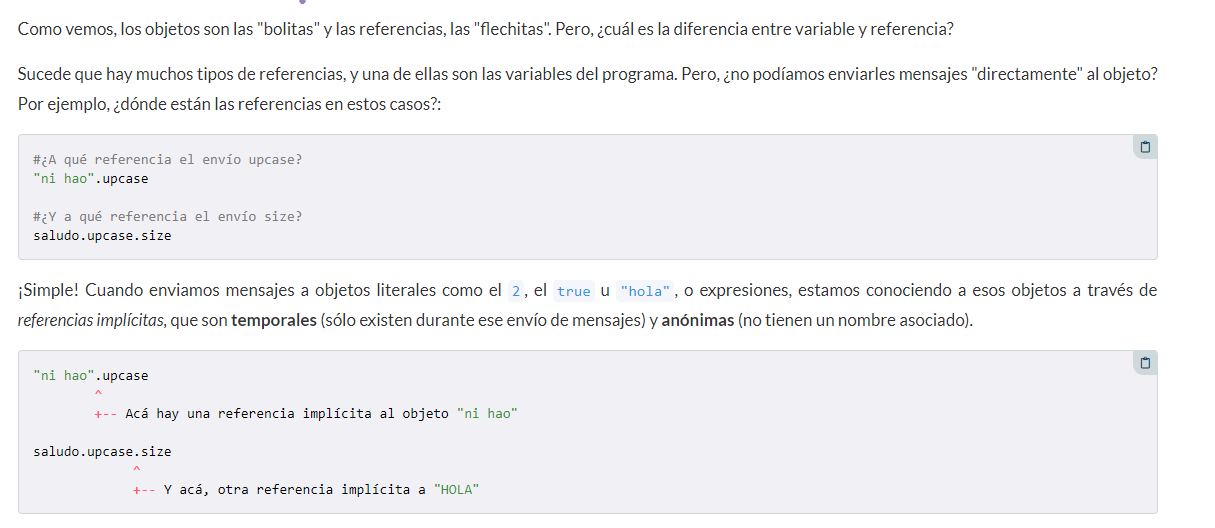 Como vemos, los objetos son las "bolitas" y las referencias, las "flechitas". Pero, ¿cuál es la diferencia entre variable y referencia?
Sucede que hay muchos tipos de referencias, y una de ellas son las variables del programa. Pero, ¿no podíamos enviarles mensajes "directamente" al objeto?
Por ejemplo, ¿dónde están las referencias en estos casos?:
#¿A qué referencia el envío upcase?
"ni hao".upcase
#¿Y a qué referencia el envío size?
saludo.upcase.size
¡Simple! Cuando enviamos mensajes a objetos literales como el 2, el true u "hola", o expresiones, estamos conociendo a esos objetos a través de
referencias implícitas, que son temporales (sólo existen durante ese envío de mensajes) y anónimas (no tienen un nombre asociado).
"ni hao".upcase
^
+-- Acá hay una referencia implícita al objeto "ni hao"
saludo.upcase.size
^
+-- Y acá, otra referencia implícita a "HOLA"